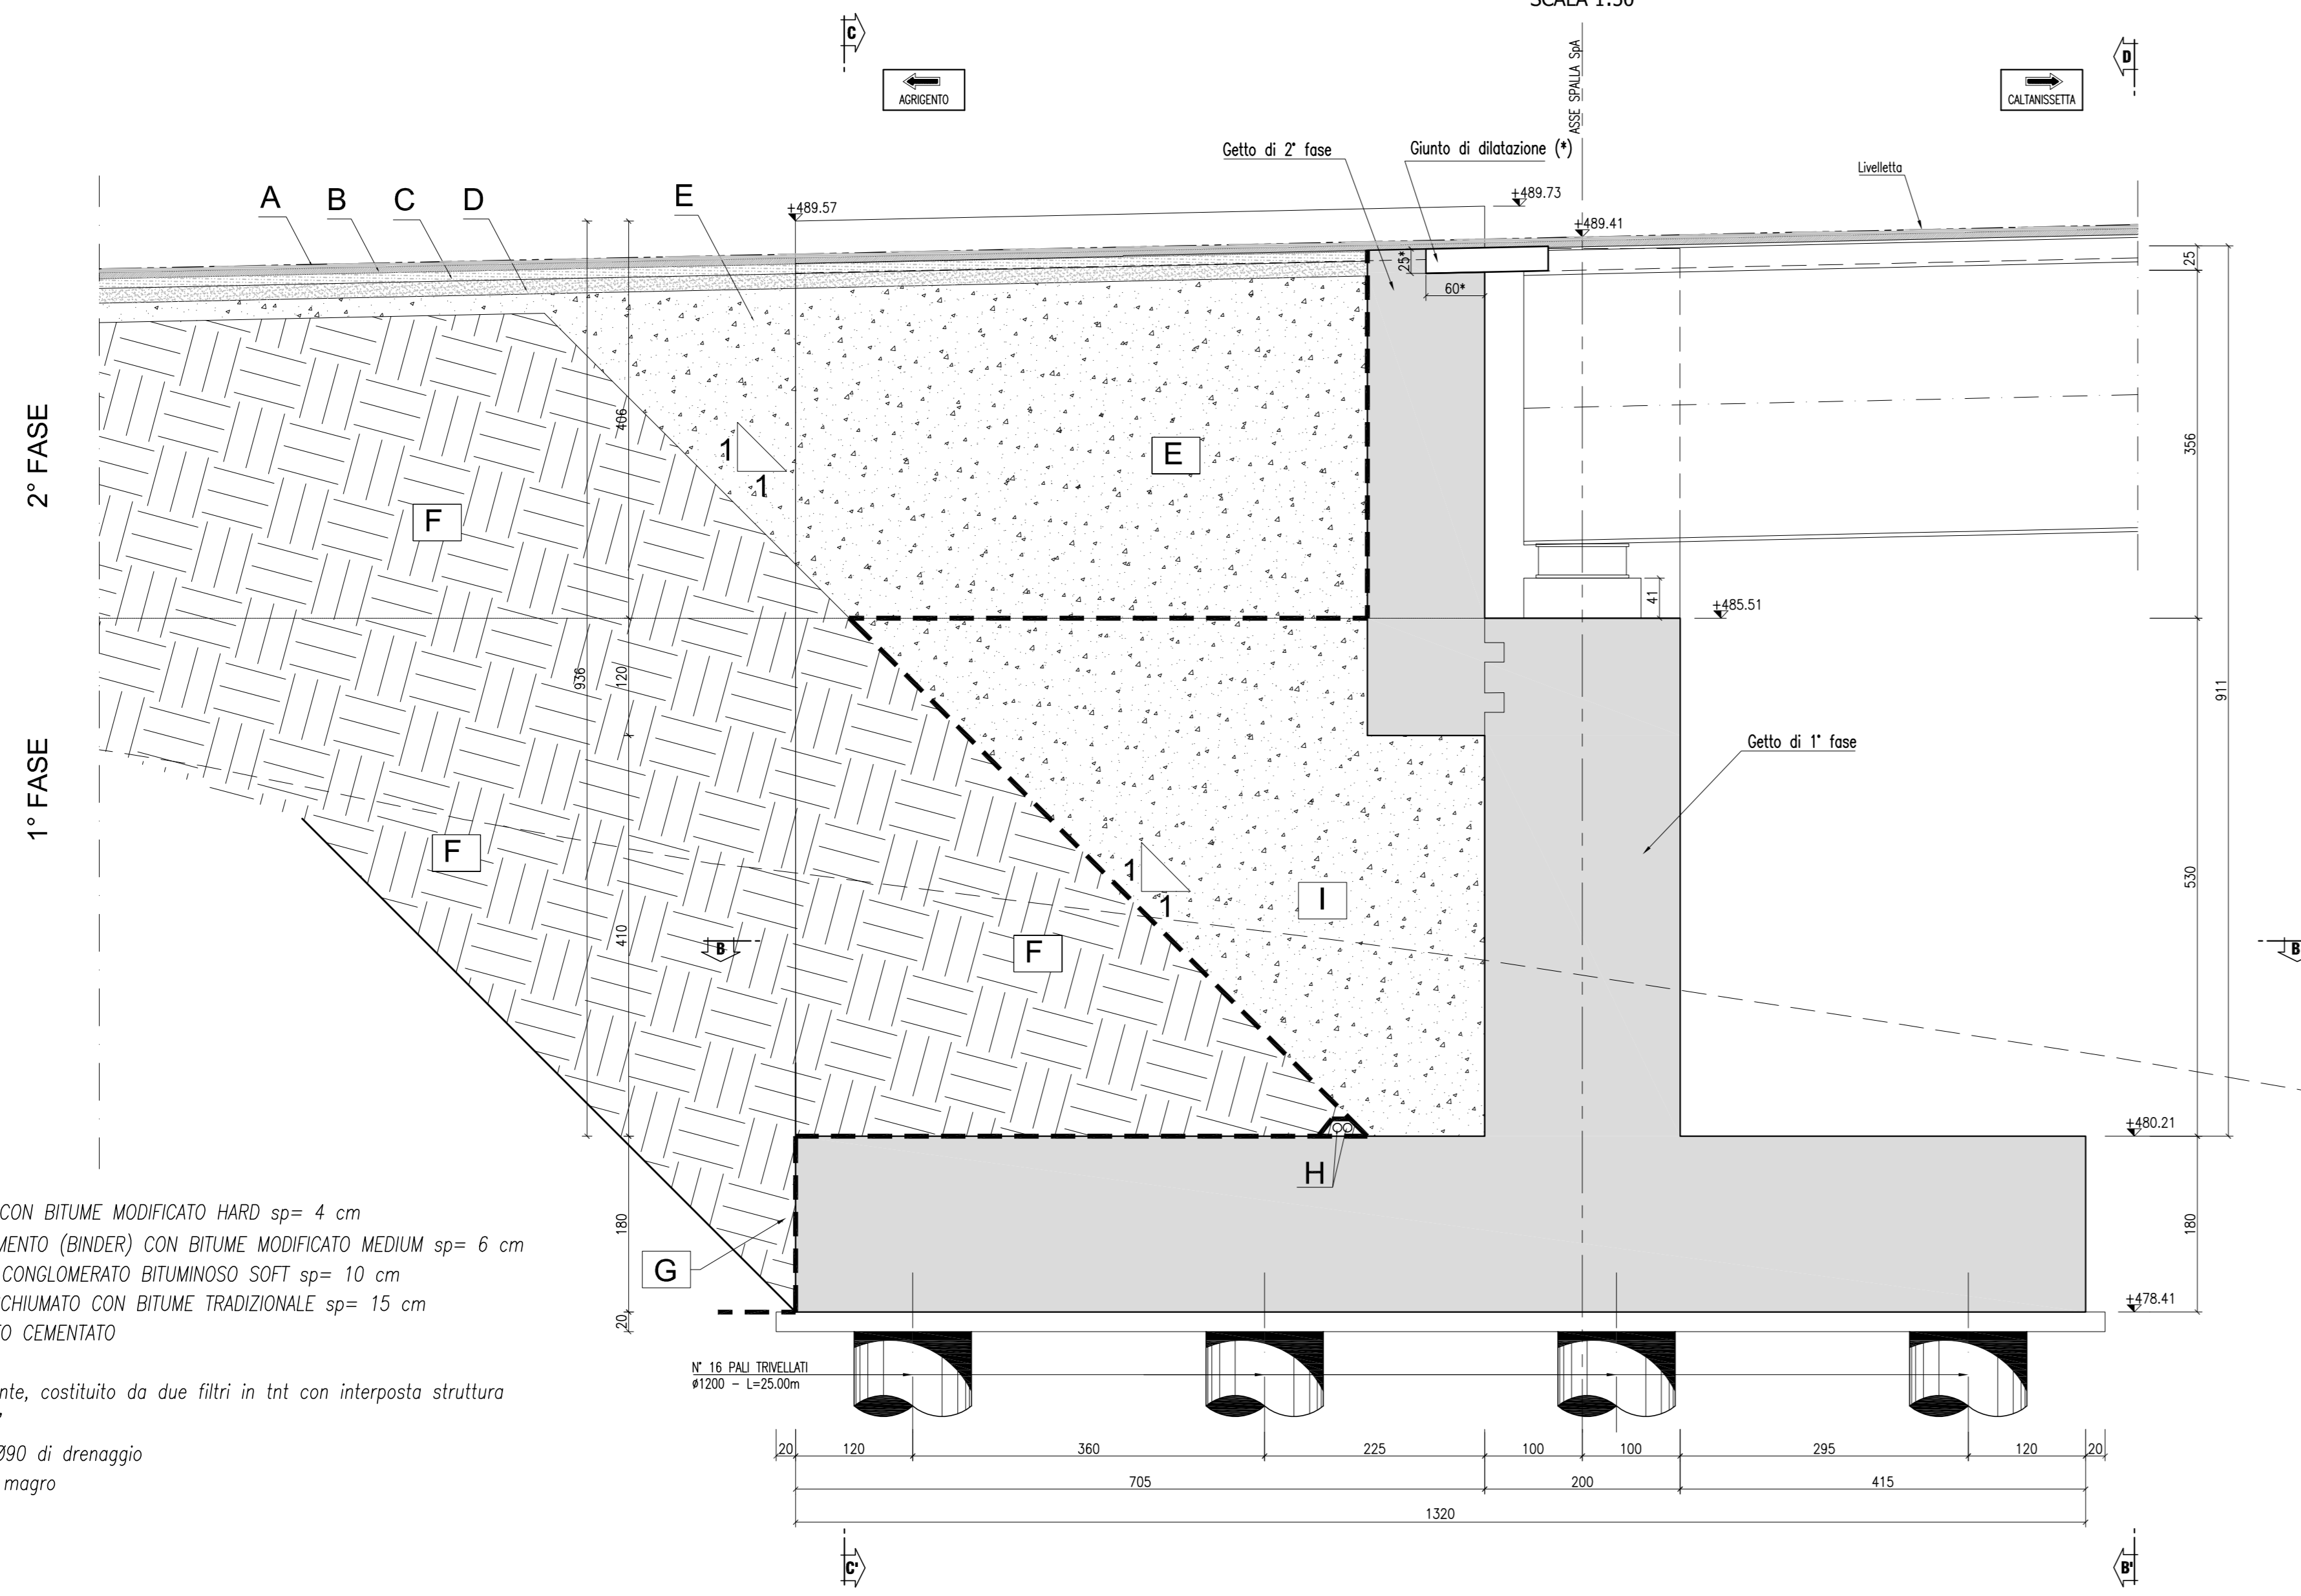 SCALA 1:50
C
D
AGRIGENTO
CALTANISSETTA
ASSE SPALLA SpA
Getto di 2° fase
Giunto di dilatazione (*)
Livelletta
A
B
C
D
E
+489.57
+489.73
+489.41
25*
60*
25
2° FASE
406
1
1
E
F
356
41
+485.51
936
120
911
1° FASE
Getto di 1° fase
F
1
1
I
530
410
B
F
B
+480.21
H
180
G
180
20
+478.41
CON BITUME MODIFICATO HARD sp= 4 cm
MENTO (BINDER) CON BITUME MODIFICATO MEDIUM sp= 6 cm
CONGLOMERATO BITUMINOSO SOFT sp= 10 cm
CHIUMATO CON BITUME TRADIZIONALE sp= 15 cm
O CEMENTATO
nte, costituito da due filtri in tnt con interposta struttura
Ø90 di drenaggio
magro
N° 16 PALI TRIVELLATI
ø1200 - L=25.00m
20 120 360 225 100 100 295 120 20
705 200 415
1320
C'
B'